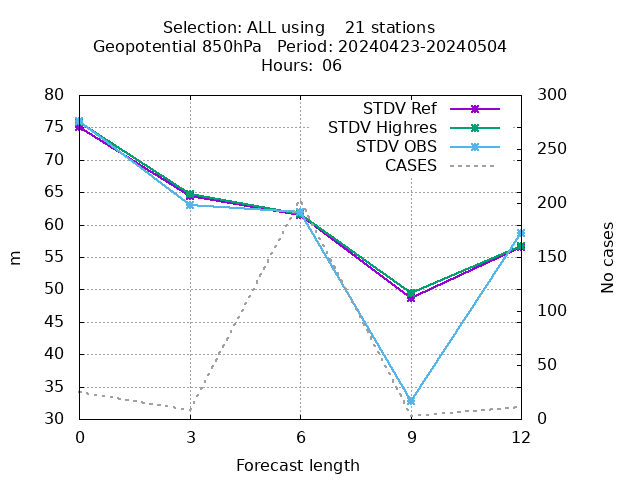 Selection: ALL using    21 stations
Geopotential 850hPa   Period: 20240423-20240504
Hours:  06
80
75
70
65
60
55
50
45
40
35
30
m
STDV Ref
STDV Highres
STDV OBS
CASES
300
250
200
150
100
50
0
No cases
0 3 6 9 12
Forecast length